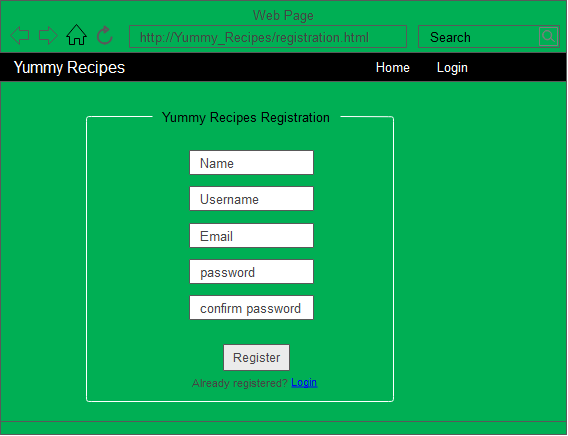 Web Page
http://Yummy_Recipes/registration.html Search
Yummy Recipes Home Login
Yummy Recipes Registration
Name
Username
Email
password
confirm password
Register
Already registered? Login